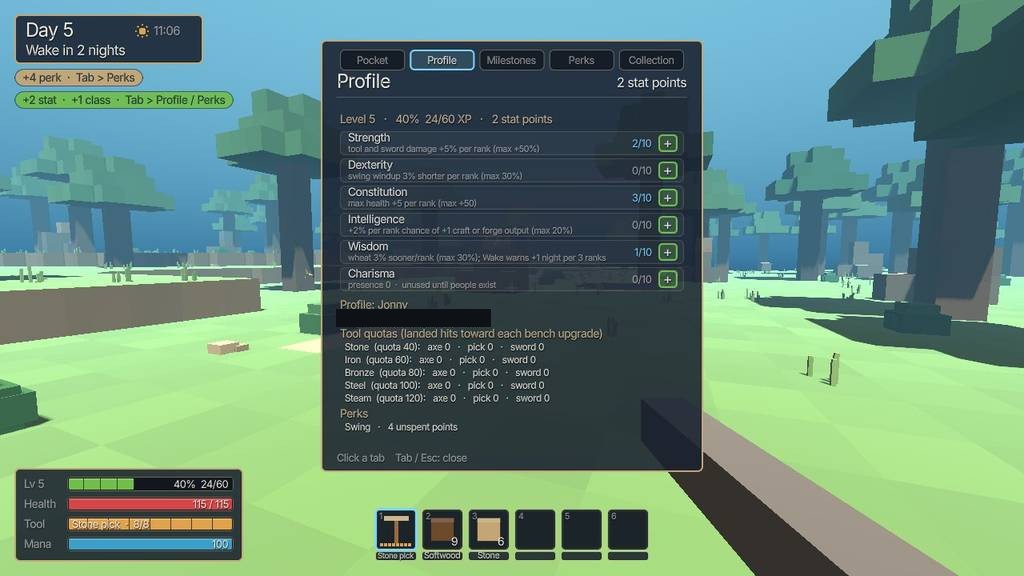 Day 5
11:06
Wake in 2 nights
+4 perk · Tab > Perks
+2 stat · +1 class · Tab > Profile / Perks
Pocket
Profile
Milestones
Perks
Collection
Profile
2 stat points
Level 5 · 40% 24/60 XP · 2 stat points
Strength
tool and sword damage +5% per rank (max +50%)
2/10 +
Dexterity
swing windup 3% shorter per rank (max 30%)
0/10 +
Constitution
max health +5 per rank (max +50)
3/10 +
Intelligence
+2% per rank chance of +1 craft or forge output (max 20%)
0/10 +
Wisdom
wheat 3% sooner/rank (max 30%); Wake warns +1 night per 3 ranks
1/10 +
Charisma
presence 0 · unused until people exist
0/10 +
Profile: Jonny
Tool quotas (landed hits toward each bench upgrade)
Stone (quota 40): axe 0 · pick 0 · sword 0
Iron (quota 60): axe 0 · pick 0 · sword 0
Bronze (quota 80): axe 0 · pick 0 · sword 0
Steel (quota 100): axe 0 · pick 0 · sword 0
Steam (quota 120): axe 0 · pick 0 · sword 0
Perks
Swing · 4 unspent points
Click a tab Tab / Esc: close
Lv 5 40% 24/60
Health 115 / 115
Tool Stone pick · 8/8
Mana 100
1
Stone pick
2
9
Softwood
3
6
Stone
4
5
6